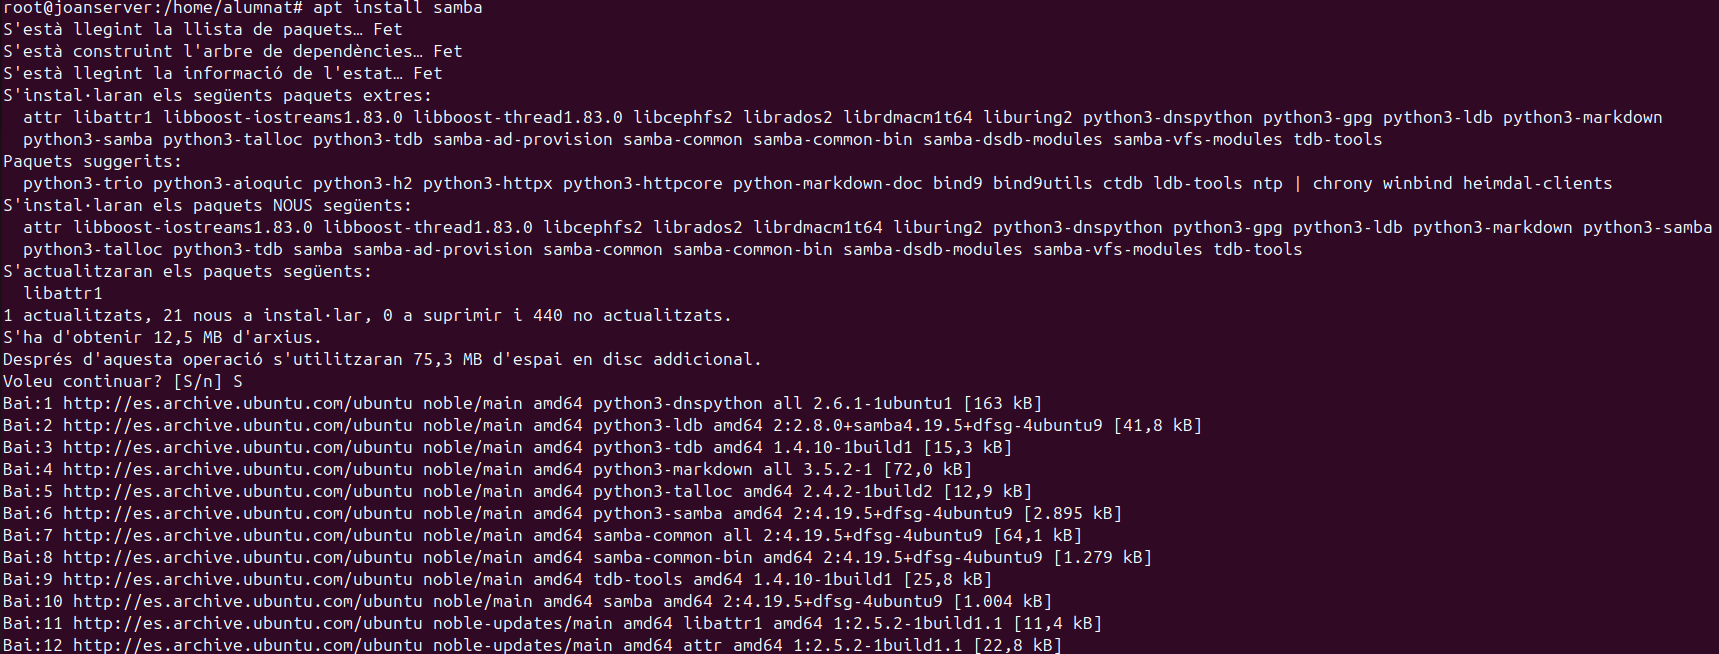 root@joanserver:/home/alumnat# apt install samba
S'està llegint la llista de paquets… Fet
S'està construint l'arbre de dependències… Fet
S'està llegint la informació de l'estat… Fet
S'instal·laran els següents paquets extres:
  attr libattr1 libboost-iostreams1.83.0 libboost-thread1.83.0 libcephfs2 librados2 librdmacm1t64 liburing2 python3-dnspython python3-gpg python3-ldb python3-markdown
  python3-samba python3-talloc python3-tdb samba-ad-provision samba-common samba-common-bin samba-dsdb-modules samba-vfs-modules tdb-tools
Paquets suggerits:
  python3-trio python3-aioquic python3-h2 python3-httpx python3-httpcore python-markdown-doc bind9 bind9utils ctdb ldb-tools ntp | chrony winbind heimdal-clients
S'instal·laran els paquets NOUS següents:
  attr libboost-iostreams1.83.0 libboost-thread1.83.0 libcephfs2 librados2 librdmacm1t64 liburing2 python3-dnspython python3-gpg python3-ldb python3-markdown python3-samba
  python3-talloc python3-tdb samba samba-ad-provision samba-common samba-common-bin samba-dsdb-modules samba-vfs-modules tdb-tools
S'actualitzaran els paquets següents:
  libattr1
1 actualitzats, 21 nous a instal·lar, 0 a suprimir i 440 no actualitzats.
S'ha d'obtenir 12,5 MB d'arxius.
Després d'aquesta operació s'utilitzaran 75,3 MB d'espai en disc addicional.
Voleu continuar? [S/n] S
Bai:1 http://es.archive.ubuntu.com/ubuntu noble/main amd64 python3-dnspython all 2.6.1-1ubuntu1 [163 kB]
Bai:2 http://es.archive.ubuntu.com/ubuntu noble/main amd64 python3-ldb amd64 2:2.8.0+samba4.19.5+dfsg-4ubuntu9 [41,8 kB]
Bai:3 http://es.archive.ubuntu.com/ubuntu noble/main amd64 python3-tdb amd64 1.4.10-1build1 [15,3 kB]
Bai:4 http://es.archive.ubuntu.com/ubuntu noble/main amd64 python3-markdown all 3.5.2-1 [72,0 kB]
Bai:5 http://es.archive.ubuntu.com/ubuntu noble/main amd64 python3-talloc amd64 2.4.2-1build2 [12,9 kB]
Bai:6 http://es.archive.ubuntu.com/ubuntu noble/main amd64 python3-samba amd64 2:4.19.5+dfsg-4ubuntu9 [2.895 kB]
Bai:7 http://es.archive.ubuntu.com/ubuntu noble/main amd64 samba-common all 2:4.19.5+dfsg-4ubuntu9 [64,1 kB]
Bai:8 http://es.archive.ubuntu.com/ubuntu noble/main amd64 samba-common-bin amd64 2:4.19.5+dfsg-4ubuntu9 [1.279 kB]
Bai:9 http://es.archive.ubuntu.com/ubuntu noble/main amd64 tdb-tools amd64 1.4.10-1build1 [25,8 kB]
Bai:10 http://es.archive.ubuntu.com/ubuntu noble/main amd64 samba amd64 2:4.19.5+dfsg-4ubuntu9 [1.004 kB]
Bai:11 http://es.archive.ubuntu.com/ubuntu noble-updates/main amd64 libattr1 amd64 1:2.5.2-1build1.1 [11,4 kB]
Bai:12 http://es.archive.ubuntu.com/ubuntu noble-updates/main amd64 attr amd64 1:2.5.2-1build1.1 [22,8 kB]